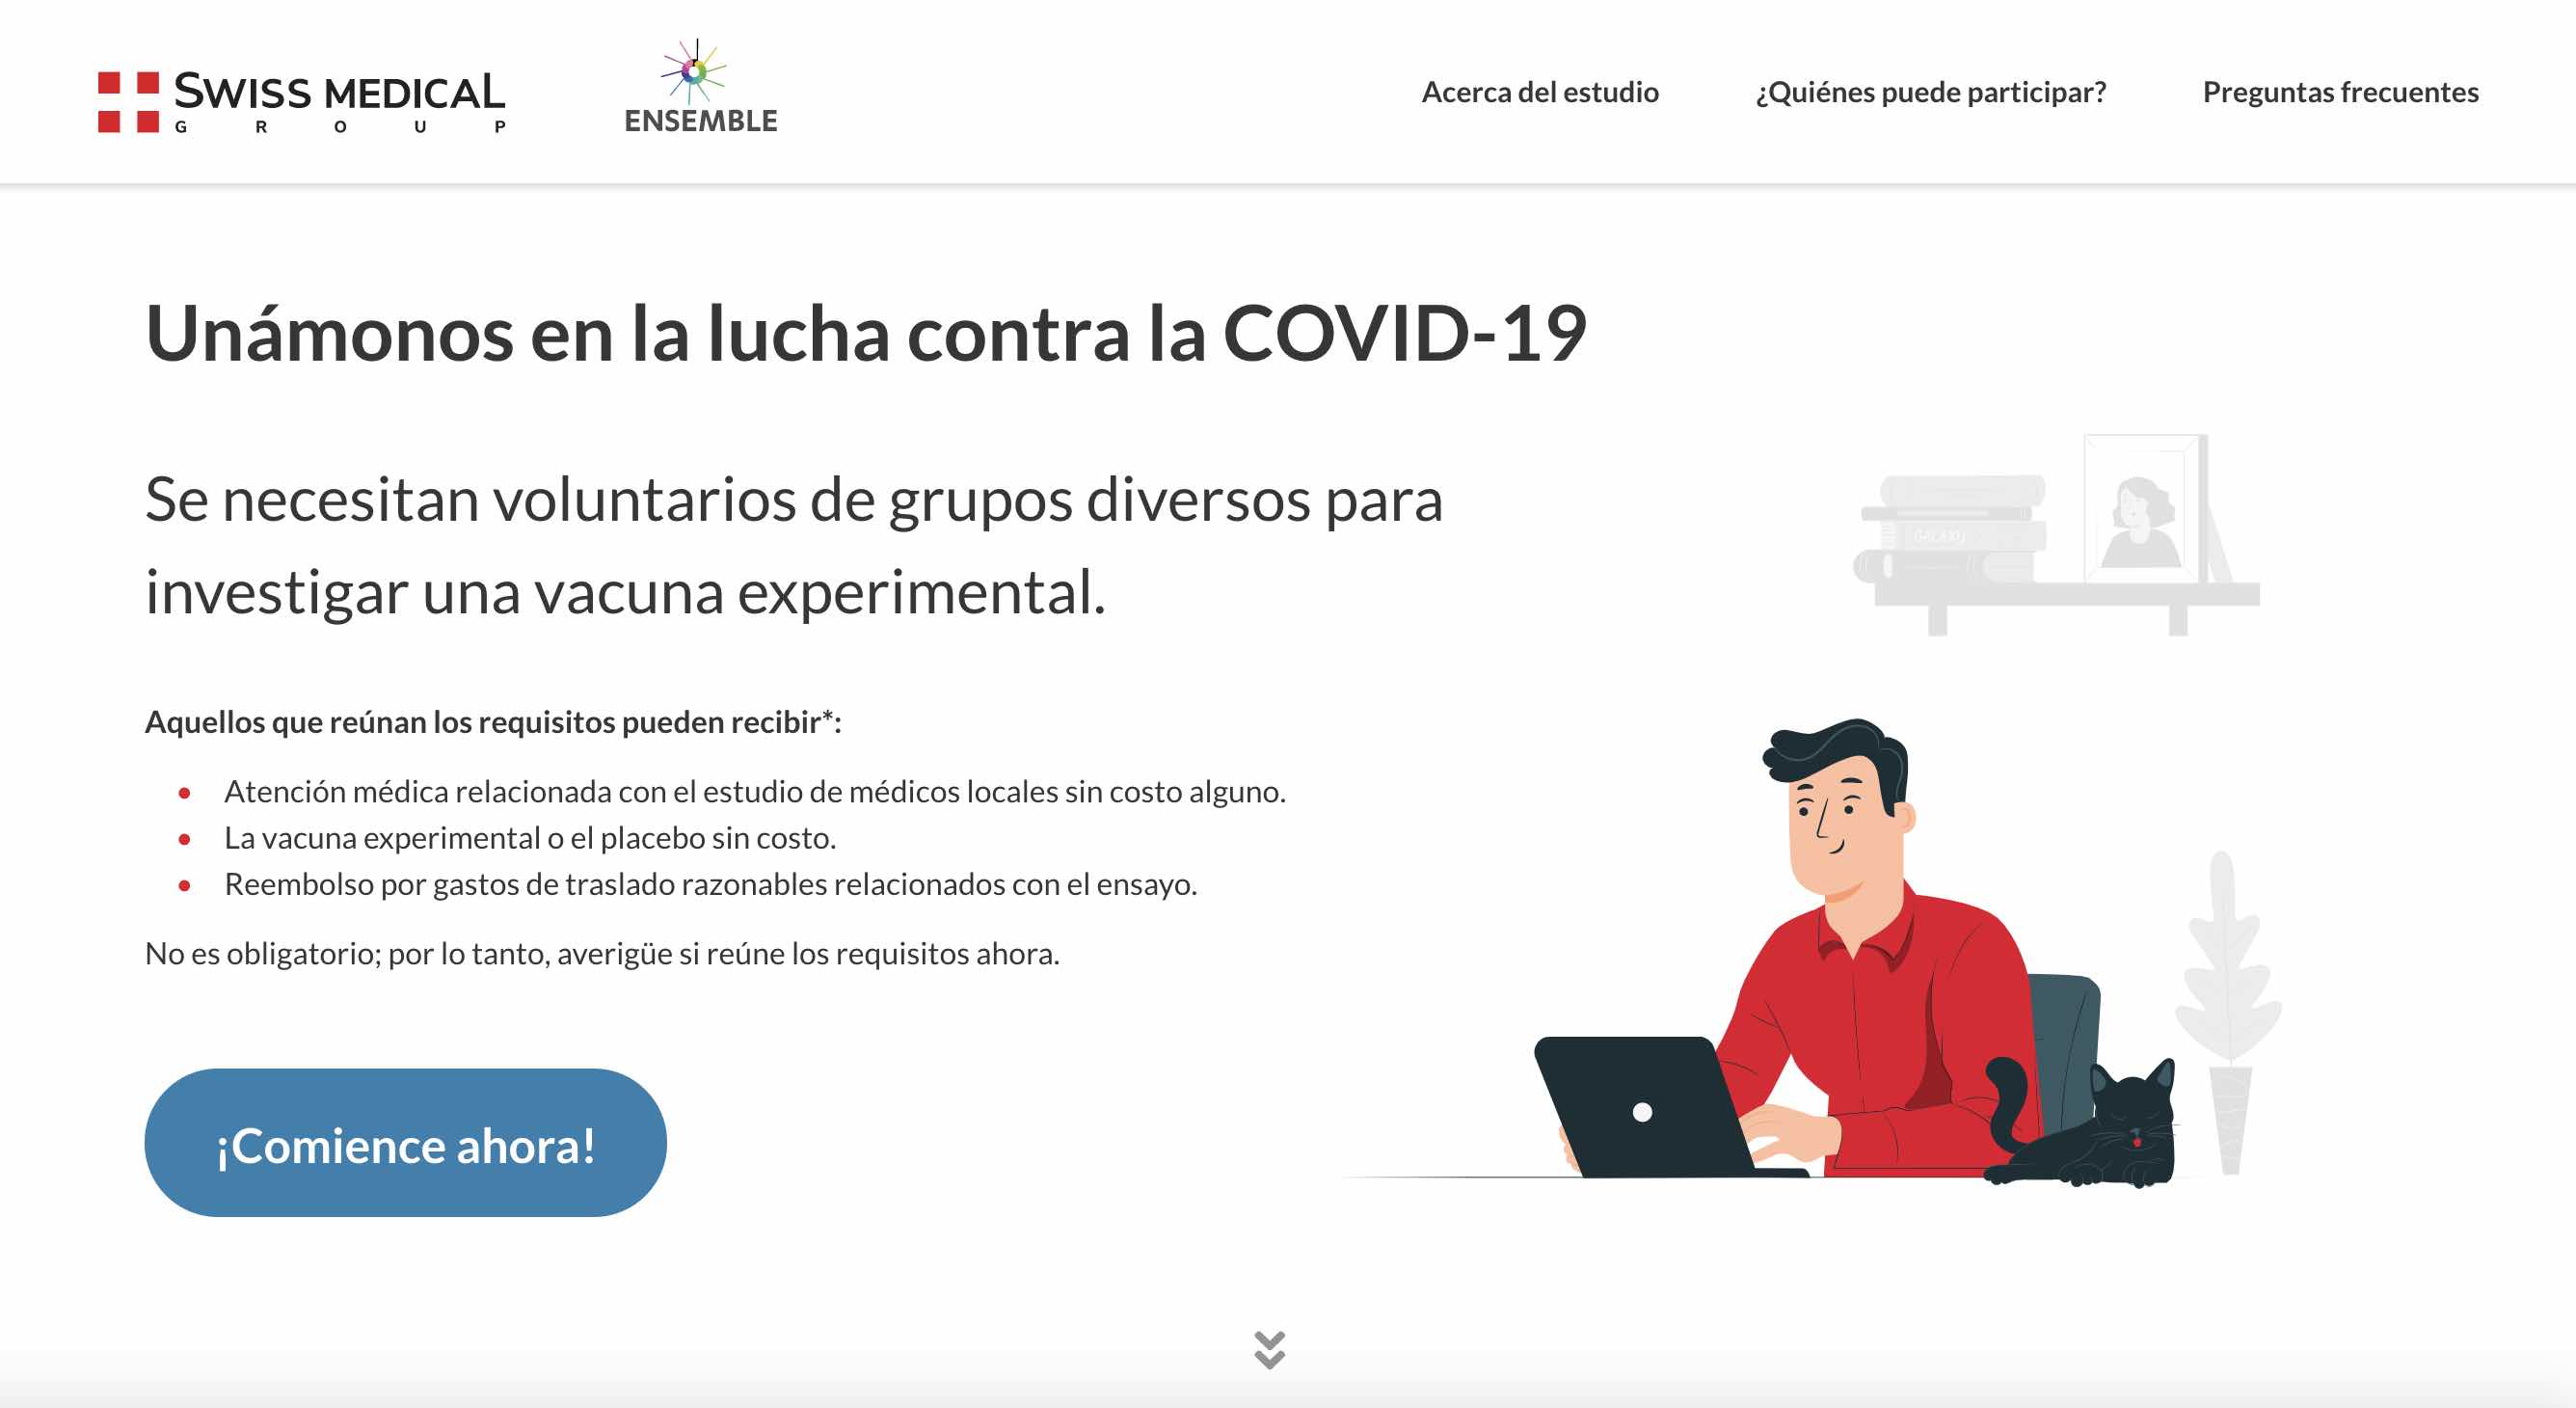 SWISS MEDICAL
GROUP
ENSEMBLE
Acerca del estudio
¿Quiénes puede participar?
Preguntas frecuentes
Unámonos en la lucha contra la COVID-19
Se necesitan voluntarios de grupos diversos para
investigar una vacuna experimental.
Aquellos que reúnan los requisitos pueden recibir*:
Atención médica relacionada con el estudio de médicos locales sin costo alguno.
La vacuna experimental o el placebo sin costo.
Reembolso por gastos de traslado razonables relacionados con el ensayo.
No es obligatorio; por lo tanto, averigüe si reúne los requisitos ahora.
¡Comience ahora!